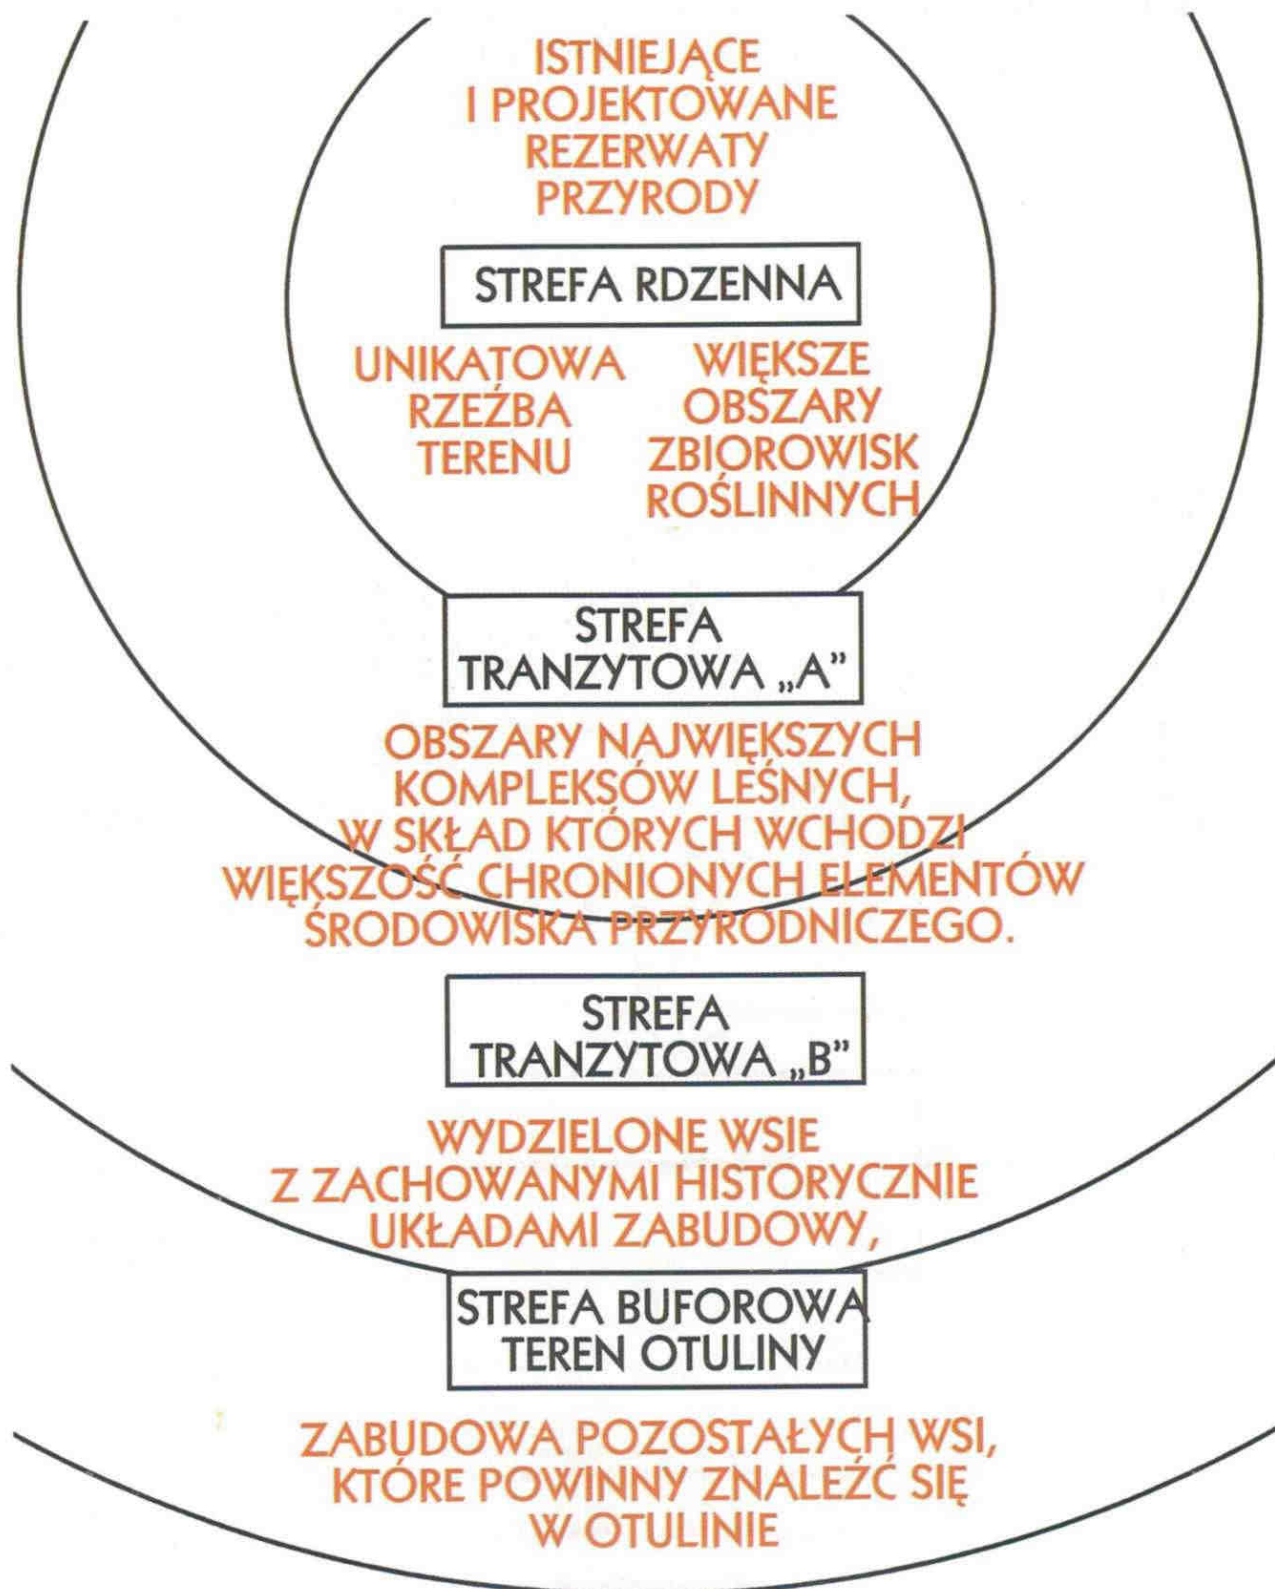 ISTNIEJĄCE
I PROJEKTOWANE
REZERWATY
PRZYRODY
STREFA RDZENNA
UNIKATOWA
RZEŹBA
TERENU
WIĘKSZE
OBSZARY
ZBIOROWISK
ROŚLINNYCH
STREFA
TRANZYTOWA „A”
OBSZARY NAJWIĘKSZYCH
KOMPLEKSÓW LEŚNYCH,
W SKŁAD KTÓRYCH WCHODZI
WIĘKSZOŚĆ CHRONIONYCH ELEMENTÓW
ŚRODOWISKA PRZYRODNICZEGO.
STREFA
TRANZYTOWA „B”
WYDZIELONE WSIE
Z ZACHOWANYMI HISTORYCZNIE
UKŁADAMI ZABUDOWY,
STREFA BUFOROWA
TEREN OTULINY
ZABUDOWA POZOSTAŁYCH WSI,
KTÓRE POWINNY ZNALEŹĆ SIĘ
W OTULINIE